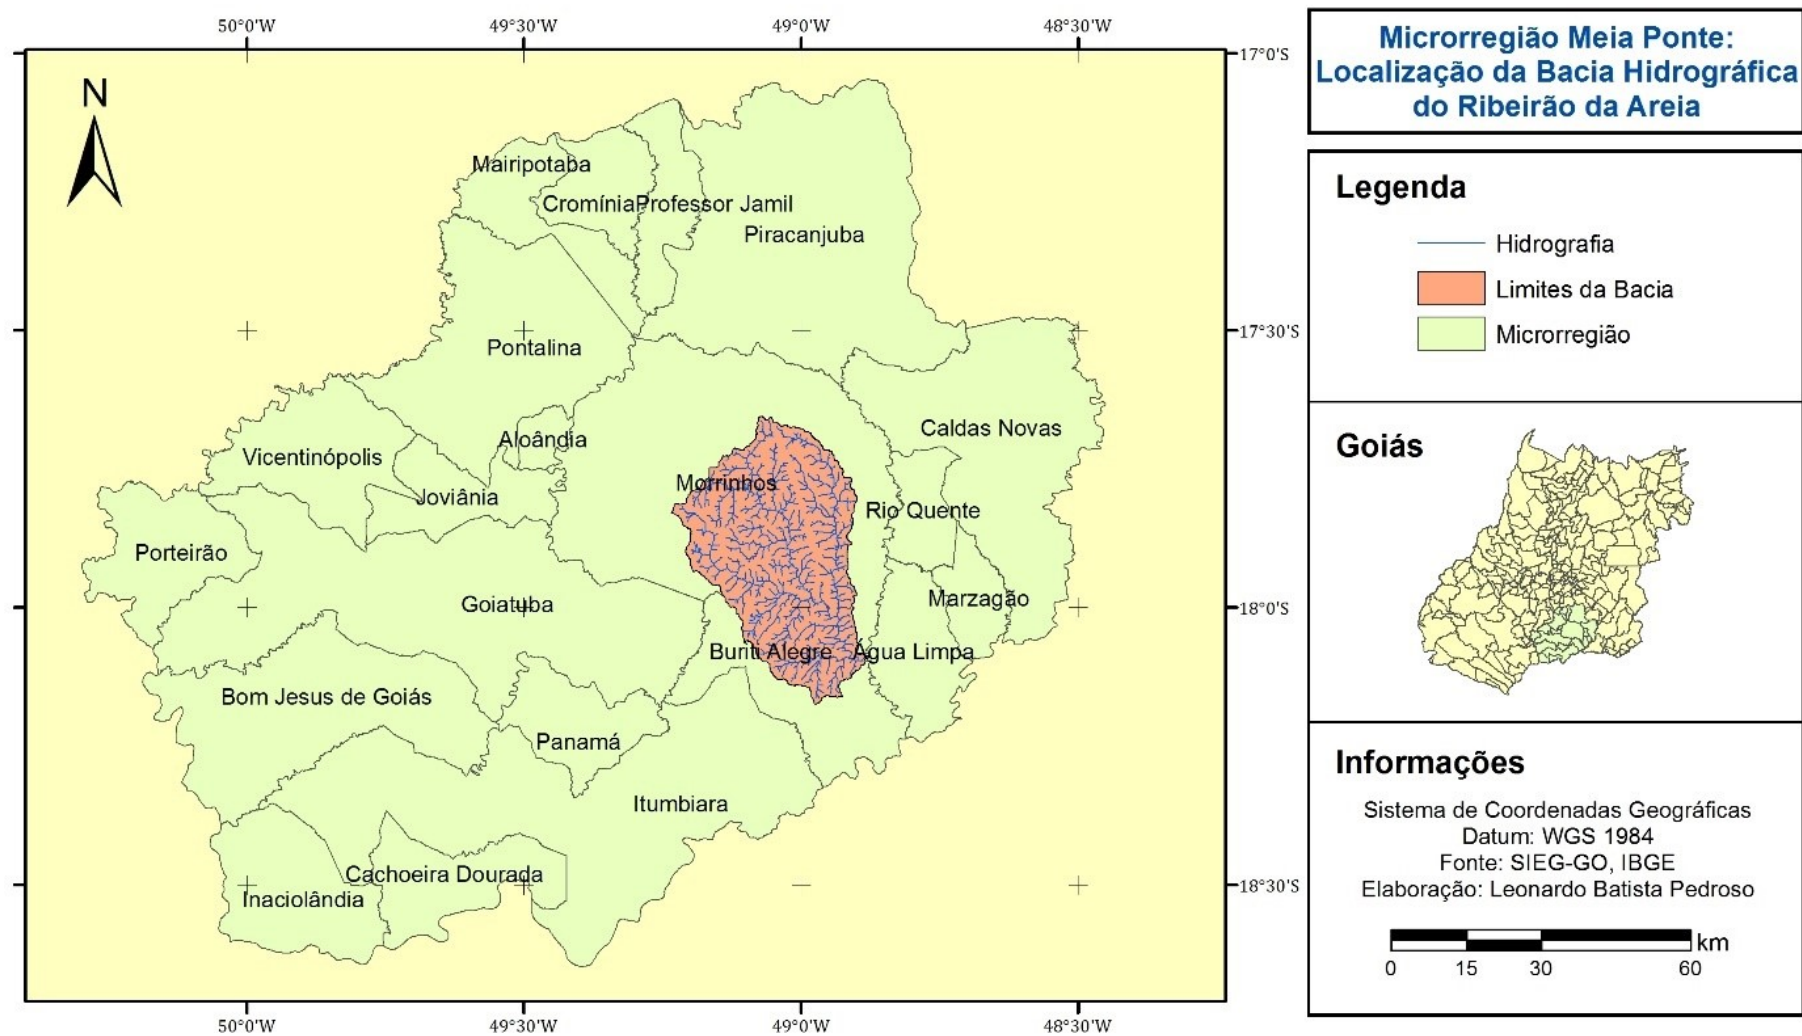 50°0'W 49°30'W 49°0'W 48°30'W
17°0'S
17°30'S
18°0'S
18°30'S
50°0'W 49°30'W 49°0'W 48°30'W
N
Mairipotaba
Cromínia
Professor Jamil
Piracanjuba
Pontalina
Aloândia
Caldas Novas
Vicentinópolis
Morrinhos
Joviânia
Rio Quente
Porteirão
Goiatuba
Marzagão
Buriti Alegre
Água Limpa
Bom Jesus de Goiás
Panamá
Itumbiara
Cachoeira Dourada
Inaciolândia
Microrregião Meia Ponte:
Localização da Bacia Hidrográfica
do Ribeirão da Areia
Legenda
Hidrografia
Limites da Bacia
Microrregião
Goiás
Informações
Sistema de Coordenadas Geográficas
Datum: WGS 1984
Fonte: SIEG-GO, IBGE
Elaboração: Leonardo Batista Pedroso
km
0 15 30 60